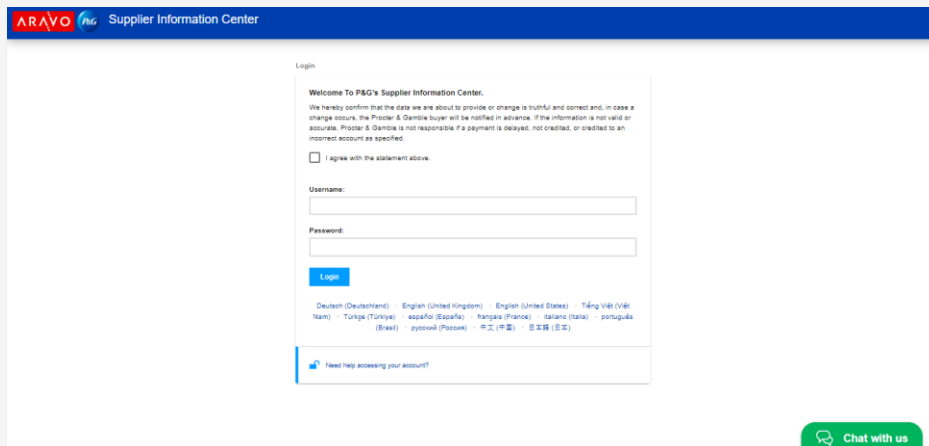 ARAVO P&G Supplier Information Center
Login
Welcome To P&G's Supplier Information Center.
We hereby confirm that the data we are about to provide or change is truthful and correct and, in case a
change occurs, the Procter & Gamble buyer will be notified in advance. If the information is not valid or
accurate, Procter & Gamble is not responsible if a payment is delayed, not credited, or credited to an
incorrect account as specified.
I agree with the statement above.
Username:
Password:
Login
Deutsch (Deutschland) · English (United Kingdom) · English (United States) · Tiếng Việt (Việt
Nam) · Türkçe (Türkiye) · español (España) · français (France) · italiano (Italia) · português
(Brasil) · русский (Россия) · 中文 (中国) · 日本語 (日本)
Need help accessing your account?
Chat with us